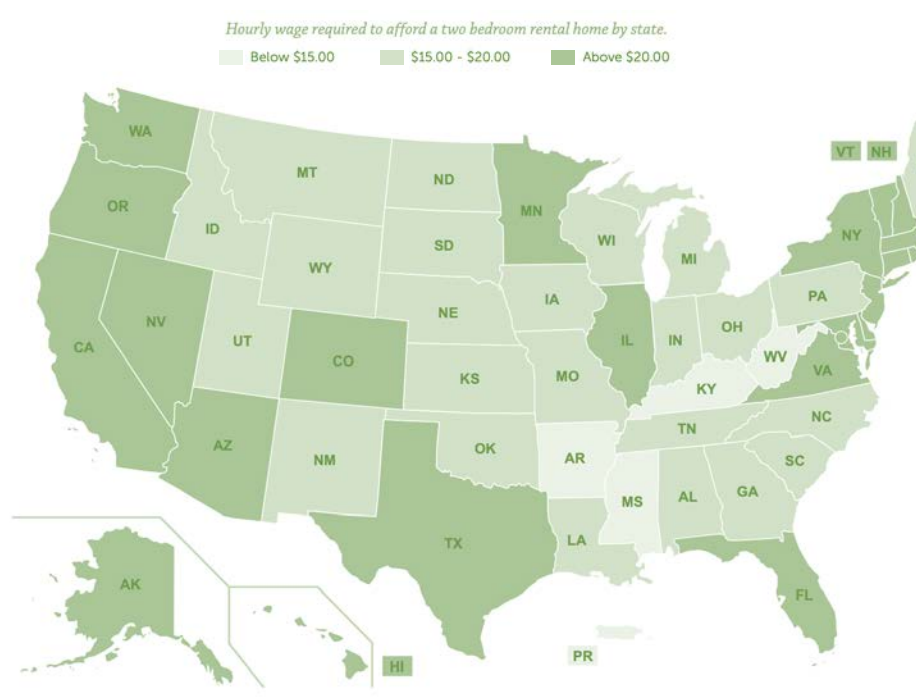 Hourly wage required to afford a two bedroom rental home by state.
Below $15.00 $15.00 - $20.00 Above $20.00
WA
VT NH
MT
ND
OR
MN
ID
NY
SD
WI
MI
WY
PA
IA
NE
NV
OH
UT
IL
IN
CA
WV
CO
VA
KS
MO
KY
NC
TN
AZ
OK
NM
AR
SC
GA
AL
MS
LA
TX
AK
FL
PR
HI